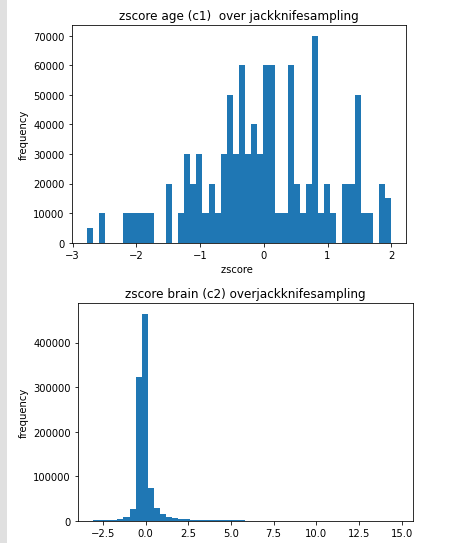 zscore age (c1) over jackknifesampling
70000
60000
50000
40000
30000
20000
10000
0
frequency
−3 −2 −1 0 1 2
zscore
zscore brain (c2) overjackknifesampling
400000
300000
200000
100000
0
frequency
−2.5 0.0 2.5 5.0 7.5 10.0 12.5 15.0